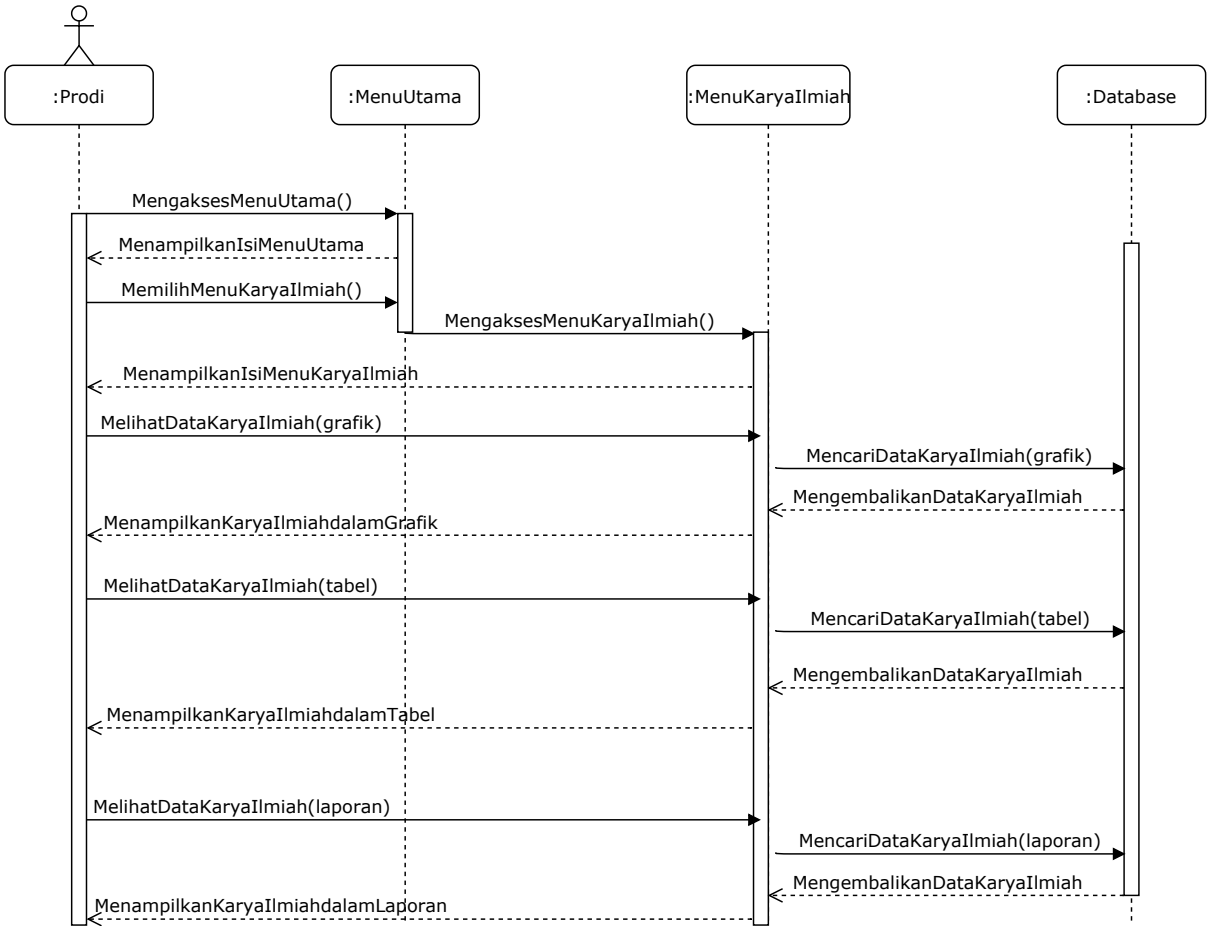 :Prodi
:MenuUtama
:MenuKaryaIlmiah
:Database
MengaksesMenuUtama()
MenampilkanIsiMenuUtama
MemilihMenuKaryaIlmiah()
MengaksesMenuKaryaIlmiah()
MenampilkanIsiMenuKaryaIlmiah
MelihatDataKaryaIlmiah(grafik)
MencariDataKaryaIlmiah(grafik)
MengembalikanDataKaryaIlmiah
MenampilkanKaryaIlmiahdalamGrafik
MelihatDataKaryaIlmiah(tabel)
MencariDataKaryaIlmiah(tabel)
MengembalikanDataKaryaIlmiah
MenampilkanKaryaIlmiahdalamTabel
MelihatDataKaryaIlmiah(laporan)
MencariDataKaryaIlmiah(laporan)
MengembalikanDataKaryaIlmiah
MenampilkanKaryaIlmiahdalamLaporan